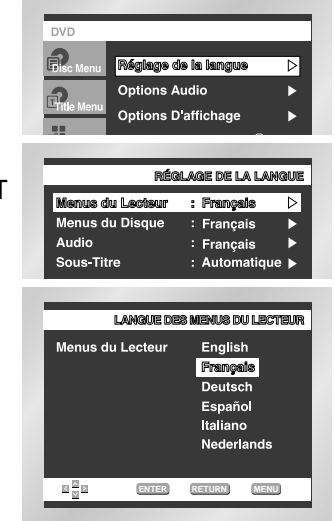 DVD
Disc Menu
Réglage de la langue
Options Audio
Title Menu
Options D'affichage
T
RÉGLAGE DE LA LANGUE
Menus du Lecteur : Français
Menus du Disque : Français
Audio : Français
Sous-Titre : Automatique
LANGUE DES MENUS DU LECTEUR
Menus du Lecteur English
Français
Deutsch
Español
Italiano
Nederlands
ENTER RETURN MENU